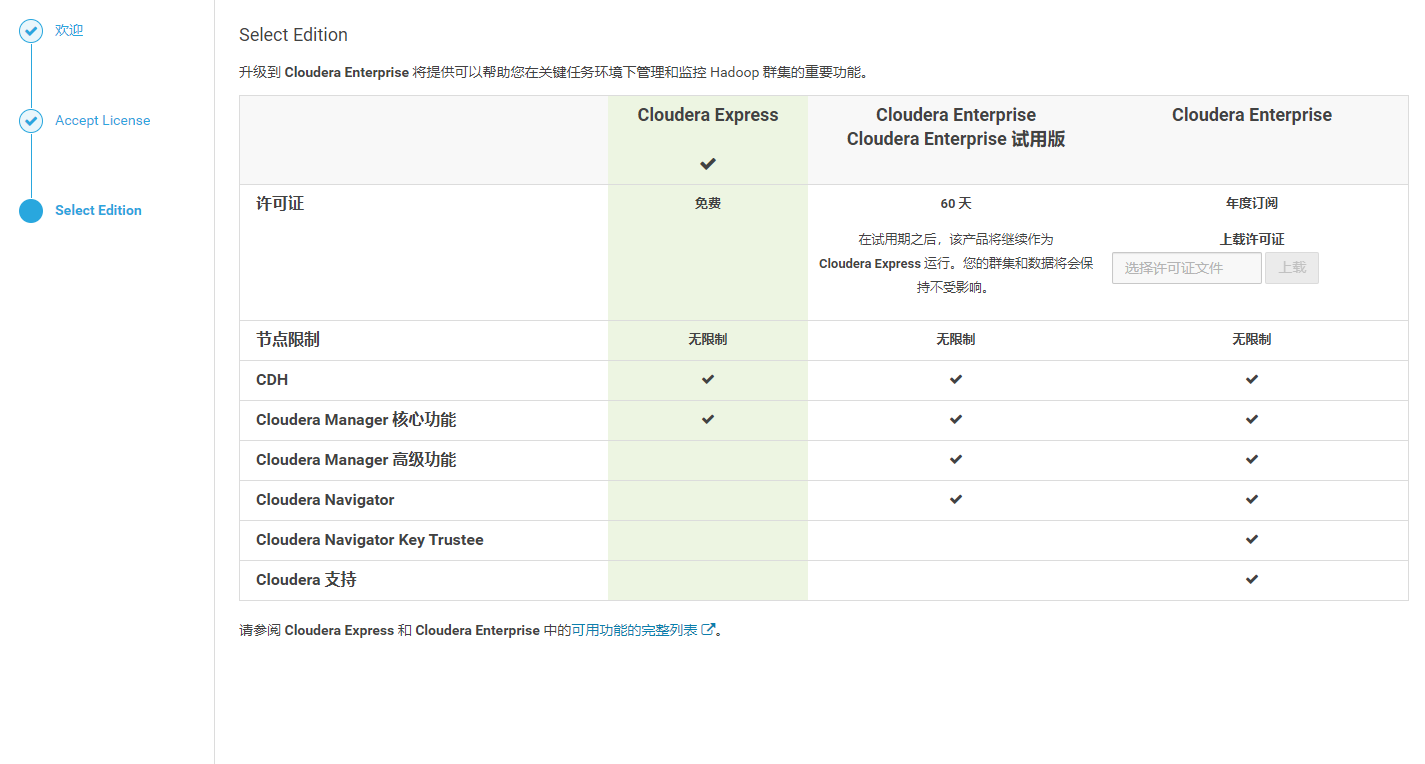 欢迎
Accept License
Select Edition
Select Edition
升级到 Cloudera Enterprise 将提供可以帮助您在关键任务环境下管理和监控 Hadoop 群集的重要功能。
Cloudera Express
Cloudera Enterprise
Cloudera Enterprise 试用版
Cloudera Enterprise
许可证
免费
60 天
在试用期之后，该产品将继续作为
Cloudera Express 运行。您的群集和数据将会保
持不受影响。
年度订阅
上载许可证
选择许可证文件
上载
节点限制
无限制
无限制
无限制
CDH
Cloudera Manager 核心功能
Cloudera Manager 高级功能
Cloudera Navigator
Cloudera Navigator Key Trustee
Cloudera 支持
请参阅 Cloudera Express 和 Cloudera Enterprise 中的可用功能的完整列表。